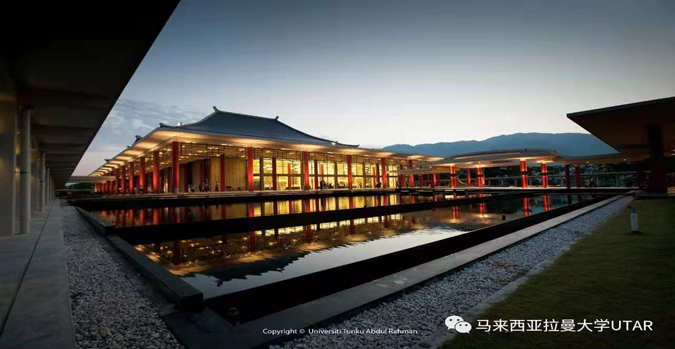 Copyright © Universiti Tunku Abdul Rahman
马来西亚拉曼大学UTAR